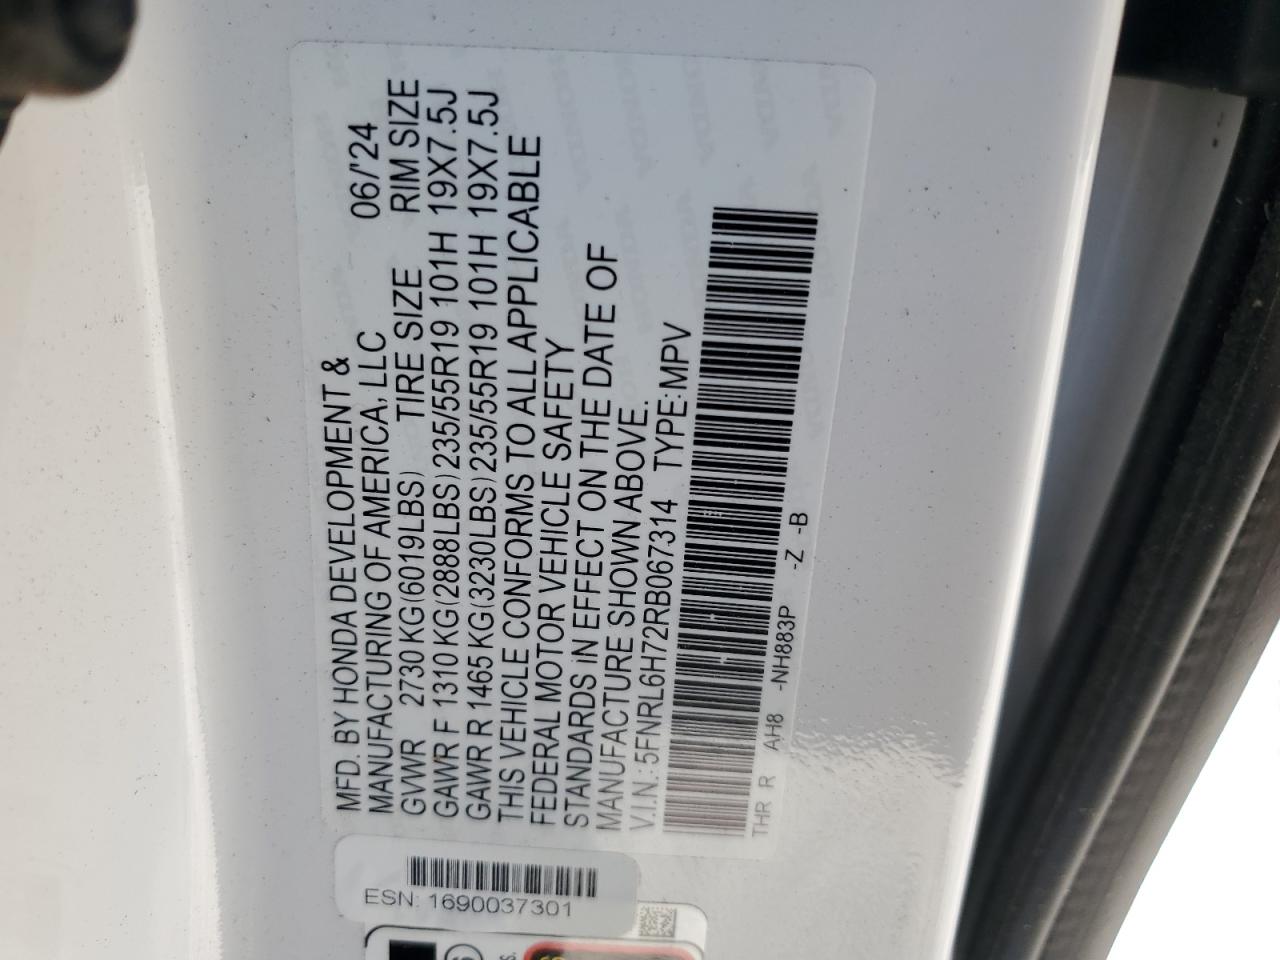 MFD. BY HONDA DEVELOPMENT &
MANUFACTURING OF AMERICA, LLC 06/'24
GVWR 2730 KG (6019LBS) TIRE SIZE RIM SIZE
GAWR F 1310 KG (2888LBS) 235/55R19 101H 19X7.5J
GAWR R 1465 KG (3230LBS) 235/55R19 101H 19X7.5J
THIS VEHICLE CONFORMS TO ALL APPLICABLE
FEDERAL MOTOR VEHICLE SAFETY
STANDARDS iN EFFECT ON THE DATE OF
MANUFACTURE SHOWN ABOVE.
V.I.N.: 5FNRL6H72RB067314 TYPE: MPV
THR R AH8 -NH883P -Z -B
ESN: 1690037301